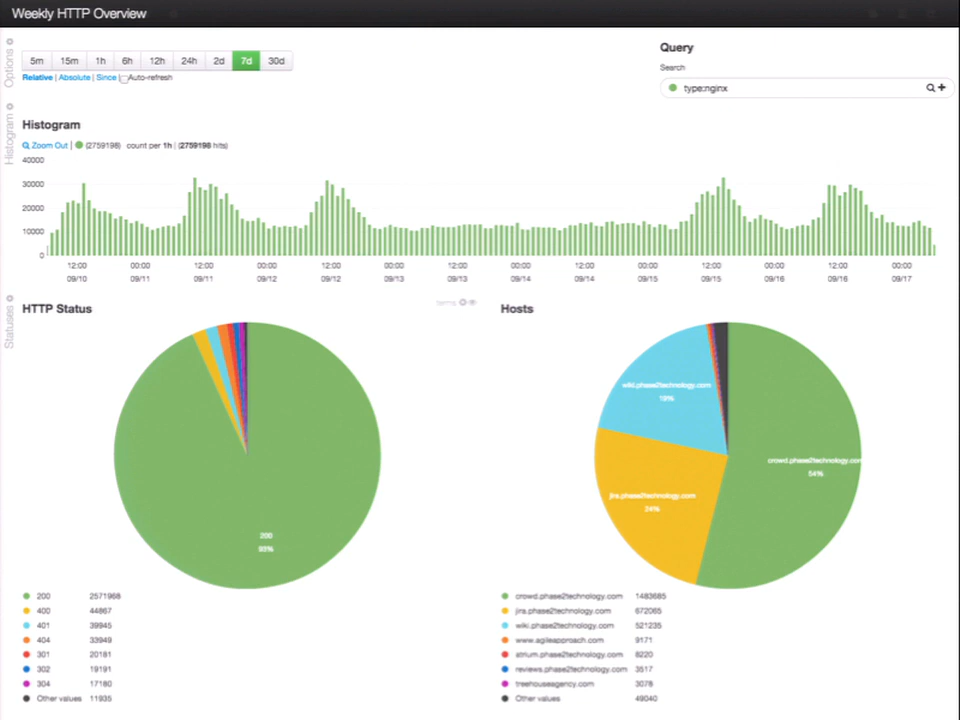 Weekly HTTP Overview
Options
5m 15m 1h 6h 12h 24h 2d 7d 30d
Relative | Absolute | Since | Auto-refresh
Query
Search
type:nginx
Histogram
Histogram
Zoom Out | (2759198) count per 1h | (2759198 hits)
40000
30000
20000
10000
0
12:00 00:00 12:00 00:00 12:00 00:00 12:00 00:00 12:00 00:00 12:00 00:00 12:00 00:00
09/10 09/11 09/11 09/12 09/12 09/13 09/13 09/14 09/14 09/15 09/15 09/16 09/16 09/17
Statuses
terms
HTTP Status
200
93%
200 2571968
400 44867
401 39945
404 33949
301 20181
302 19191
304 17180
Other values 11935
Hosts
wiki.phase2technology.com
19%
crowd.phase2technology.com
54%
jira.phase2technology.com
24%
crowd.phase2technology.com 1483685
jira.phase2technology.com 672065
wiki.phase2technology.com 521235
www.agileapproach.com 9171
atrium.phase2technology.com 8220
reviews.phase2technology.com 3517
treehouseagency.com 3078
Other values 49040